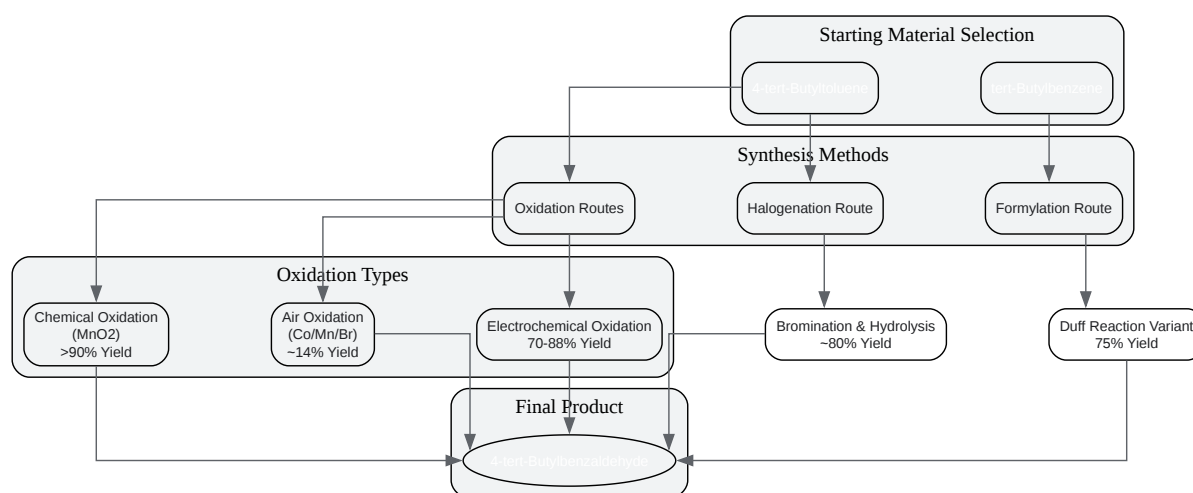 Starting Material Selection
4-tert-Butyltoluene
tert-Butylbenzene
Synthesis Methods
Oxidation Routes
Halogenation Route
Formylation Route
Oxidation Types
Chemical Oxidation
(MnO2)
>90% Yield
Air Oxidation
(Co/Mn/Br)
~14% Yield
Electrochemical Oxidation
70-88% Yield
Bromination & Hydrolysis
~80% Yield
Duff Reaction Variant
75% Yield
Final Product
4-tert-Butylbenzaldehyde